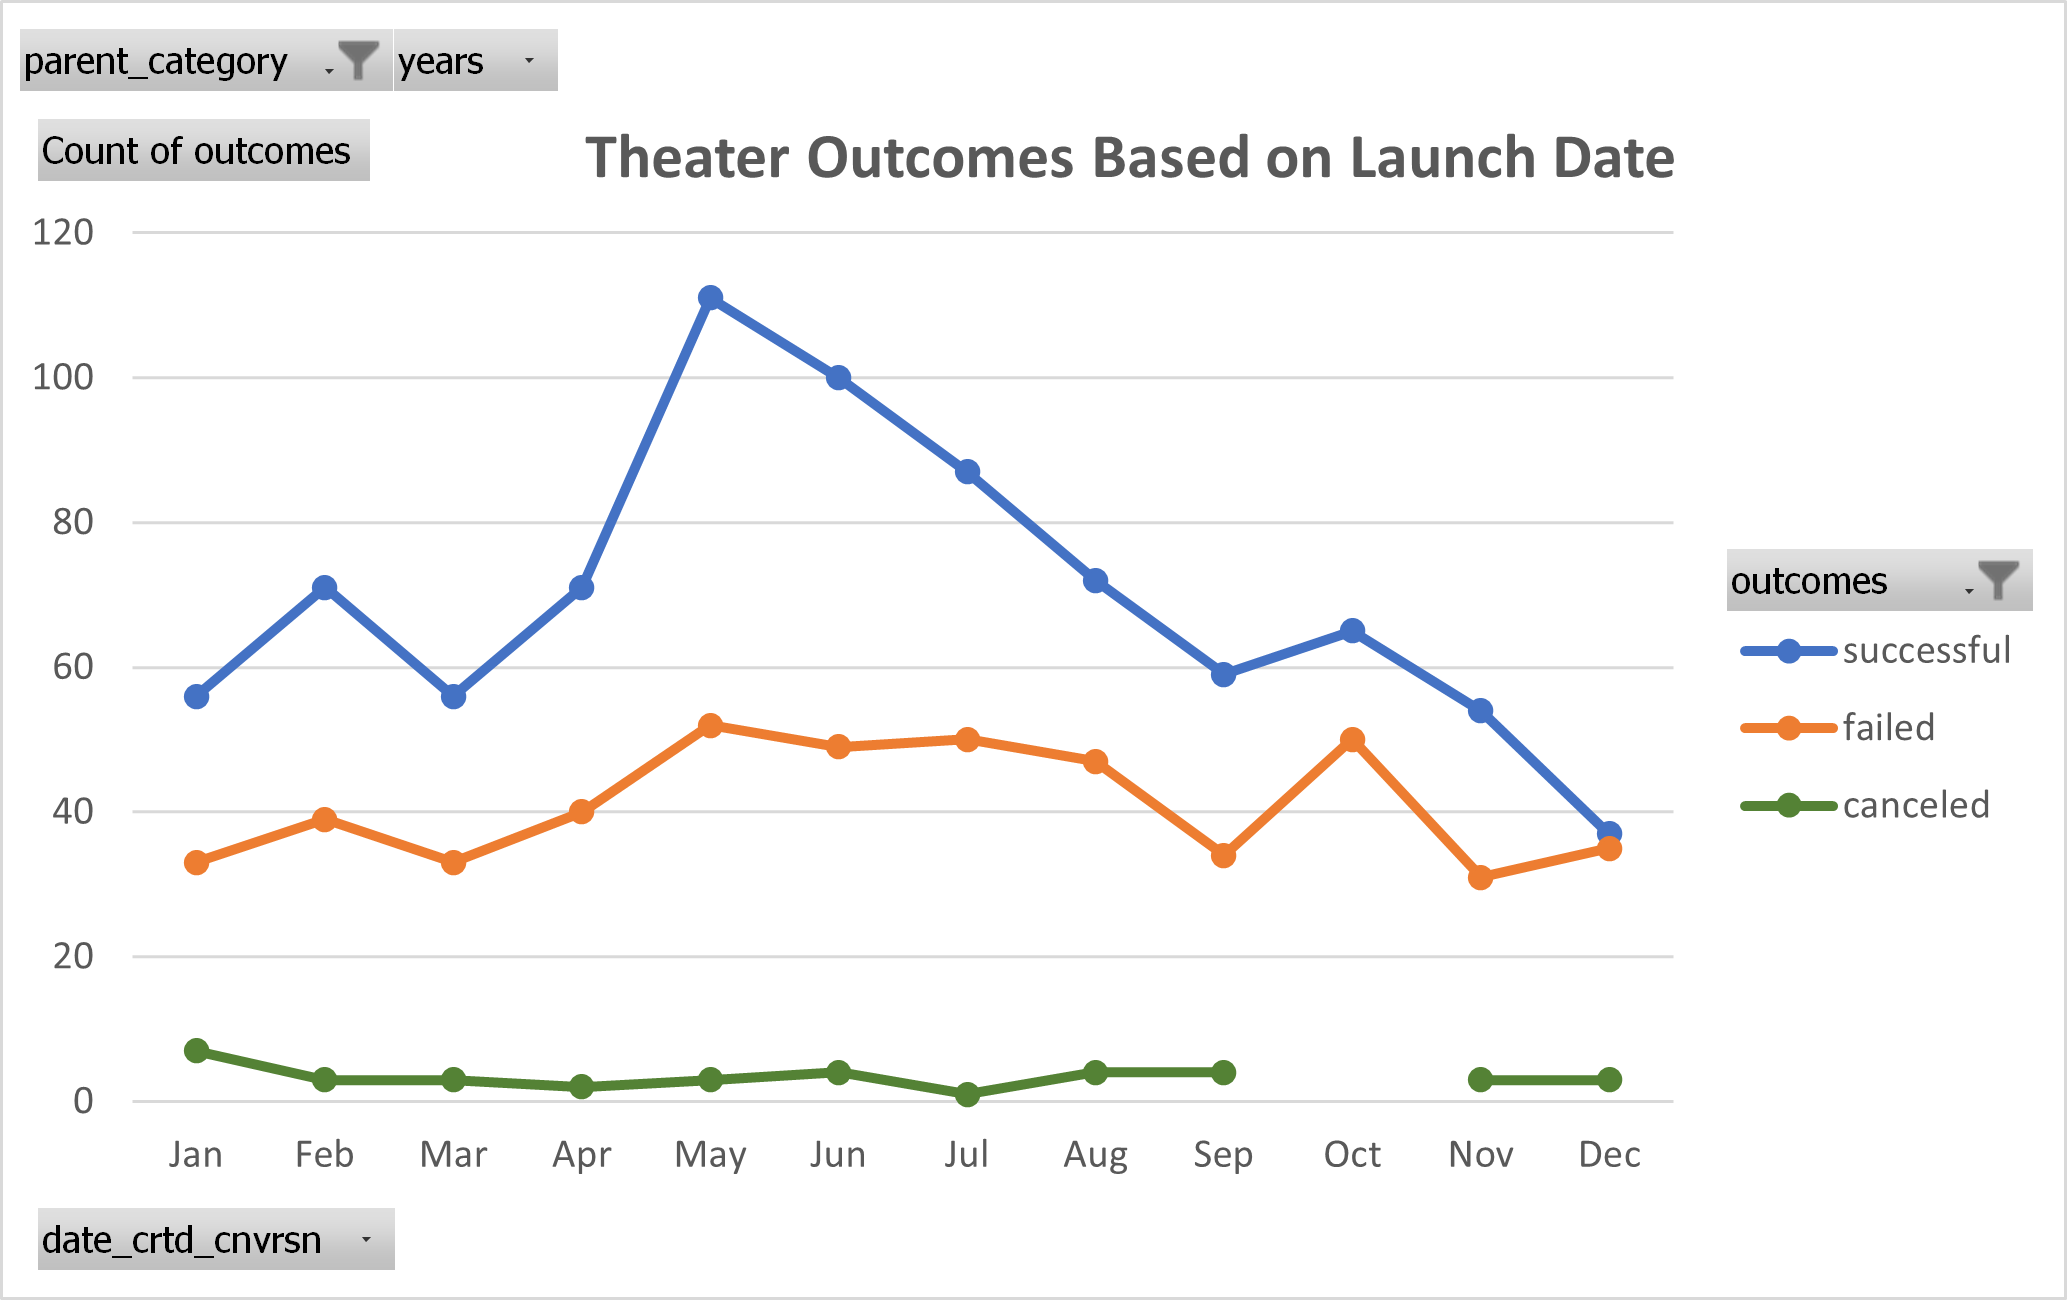 parent_category years
Count of outcomes
Theater Outcomes Based on Launch Date
120
100
80
60
40
20
0
Jan Feb Mar Apr May Jun Jul Aug Sep Oct Nov Dec
outcomes
successful
failed
canceled
date_crtd_cnvrsn